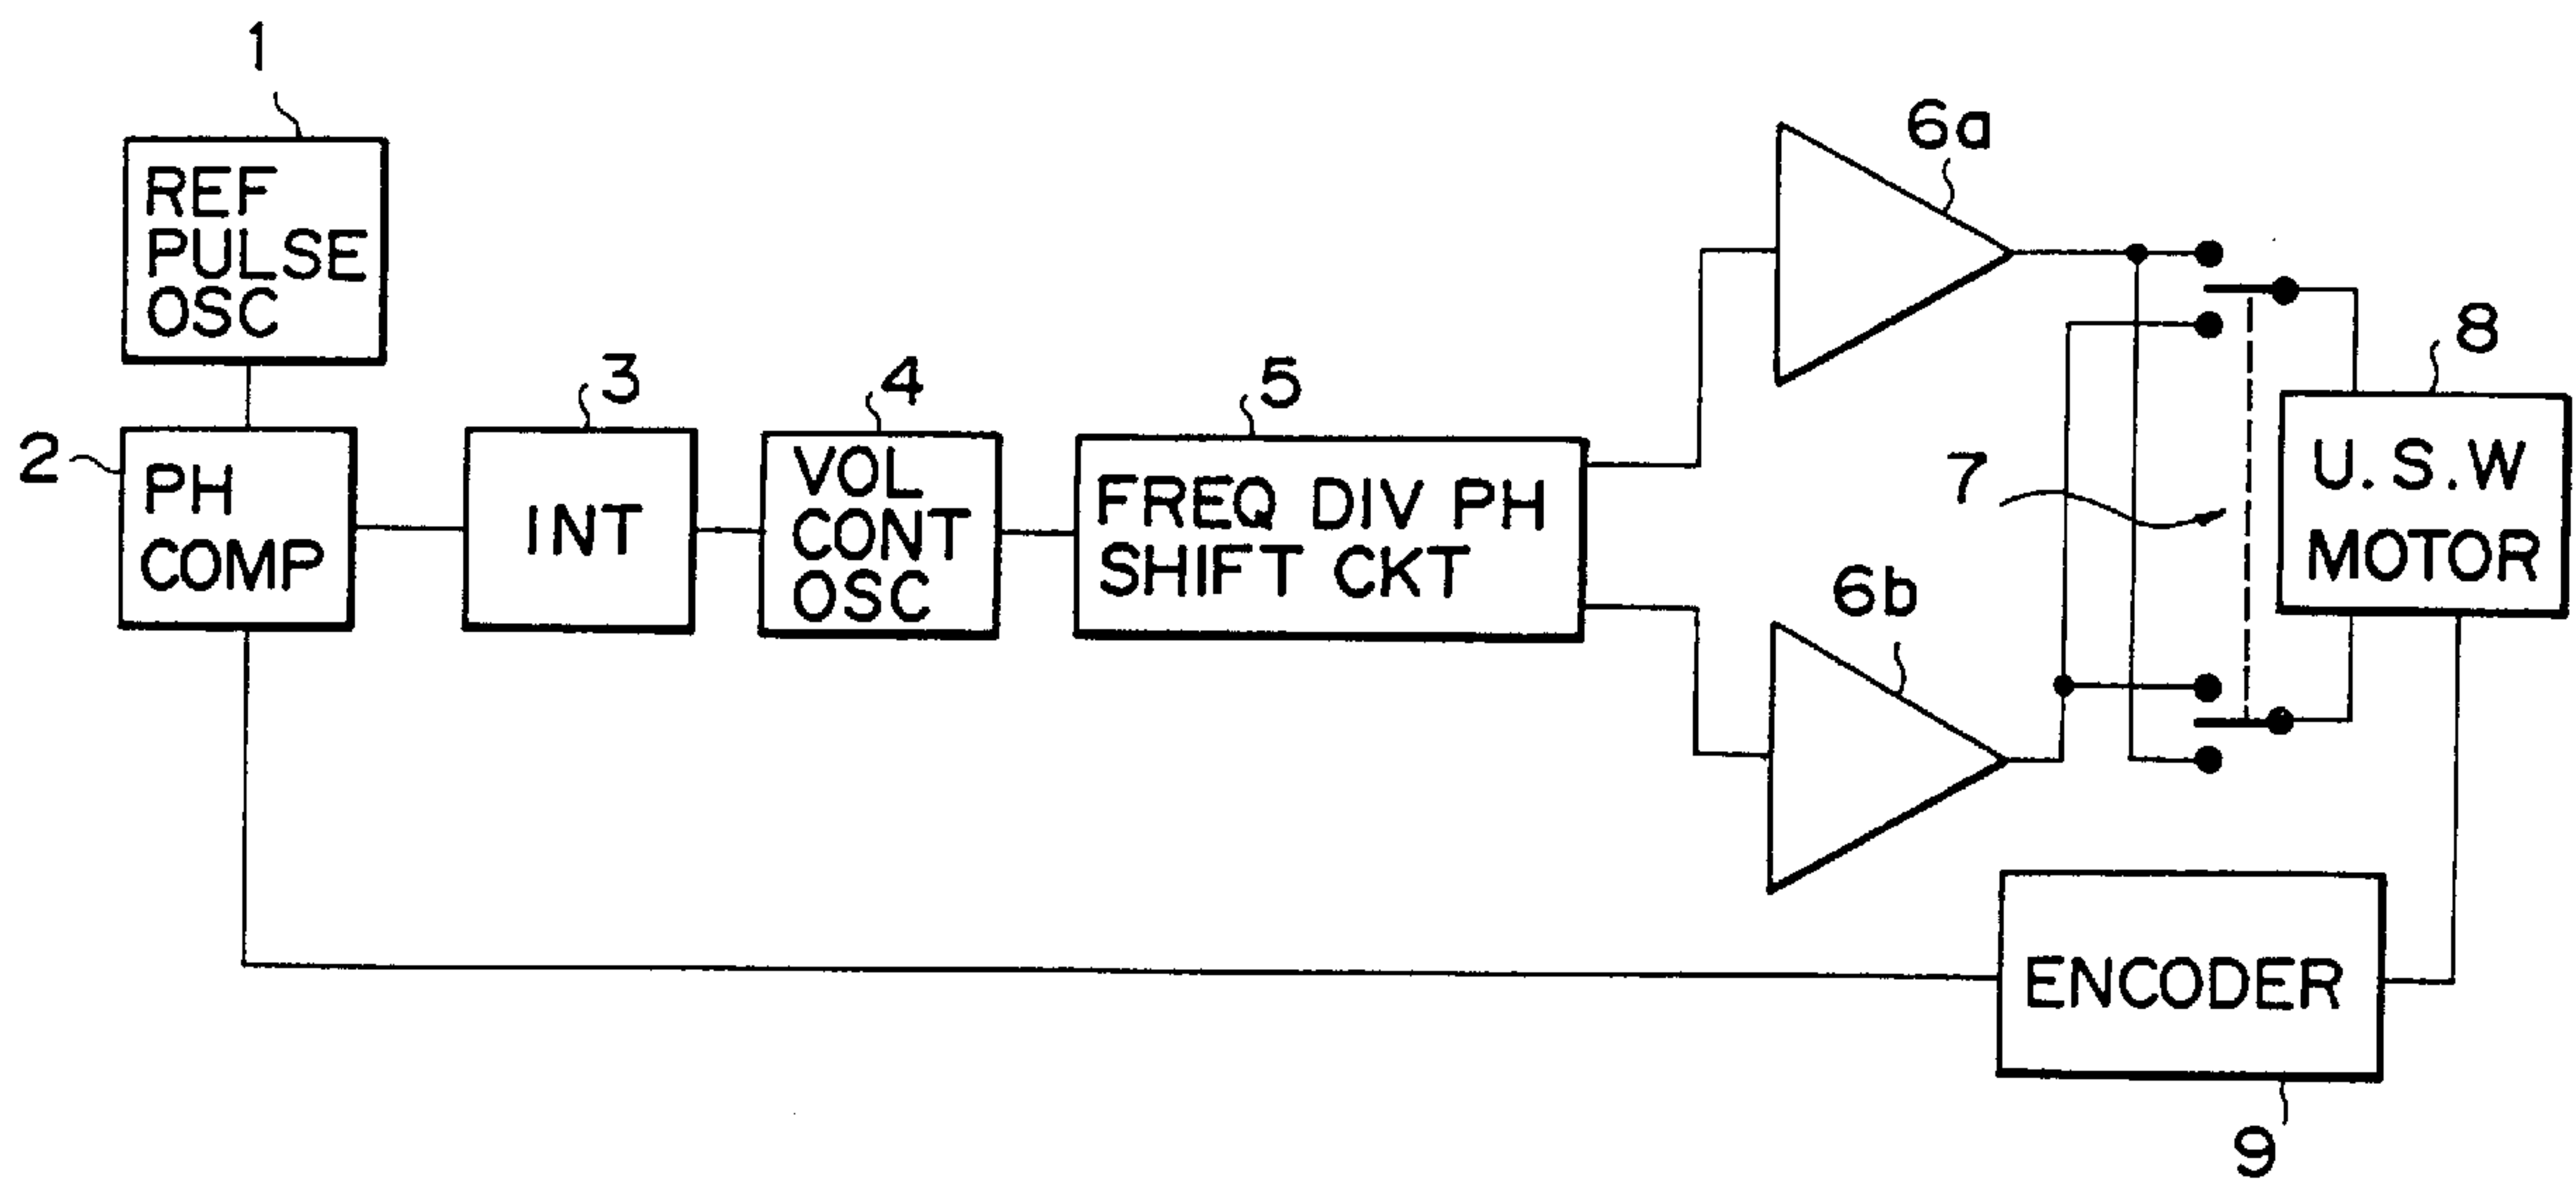 1
REF
PULSE
OSC
2
PH
COMP
3
INT
4
VOL
CONT
OSC
5
FREQ DIV PH
SHIFT CKT
6a
6b
7
8
U.S.W
MOTOR
ENCODER
9